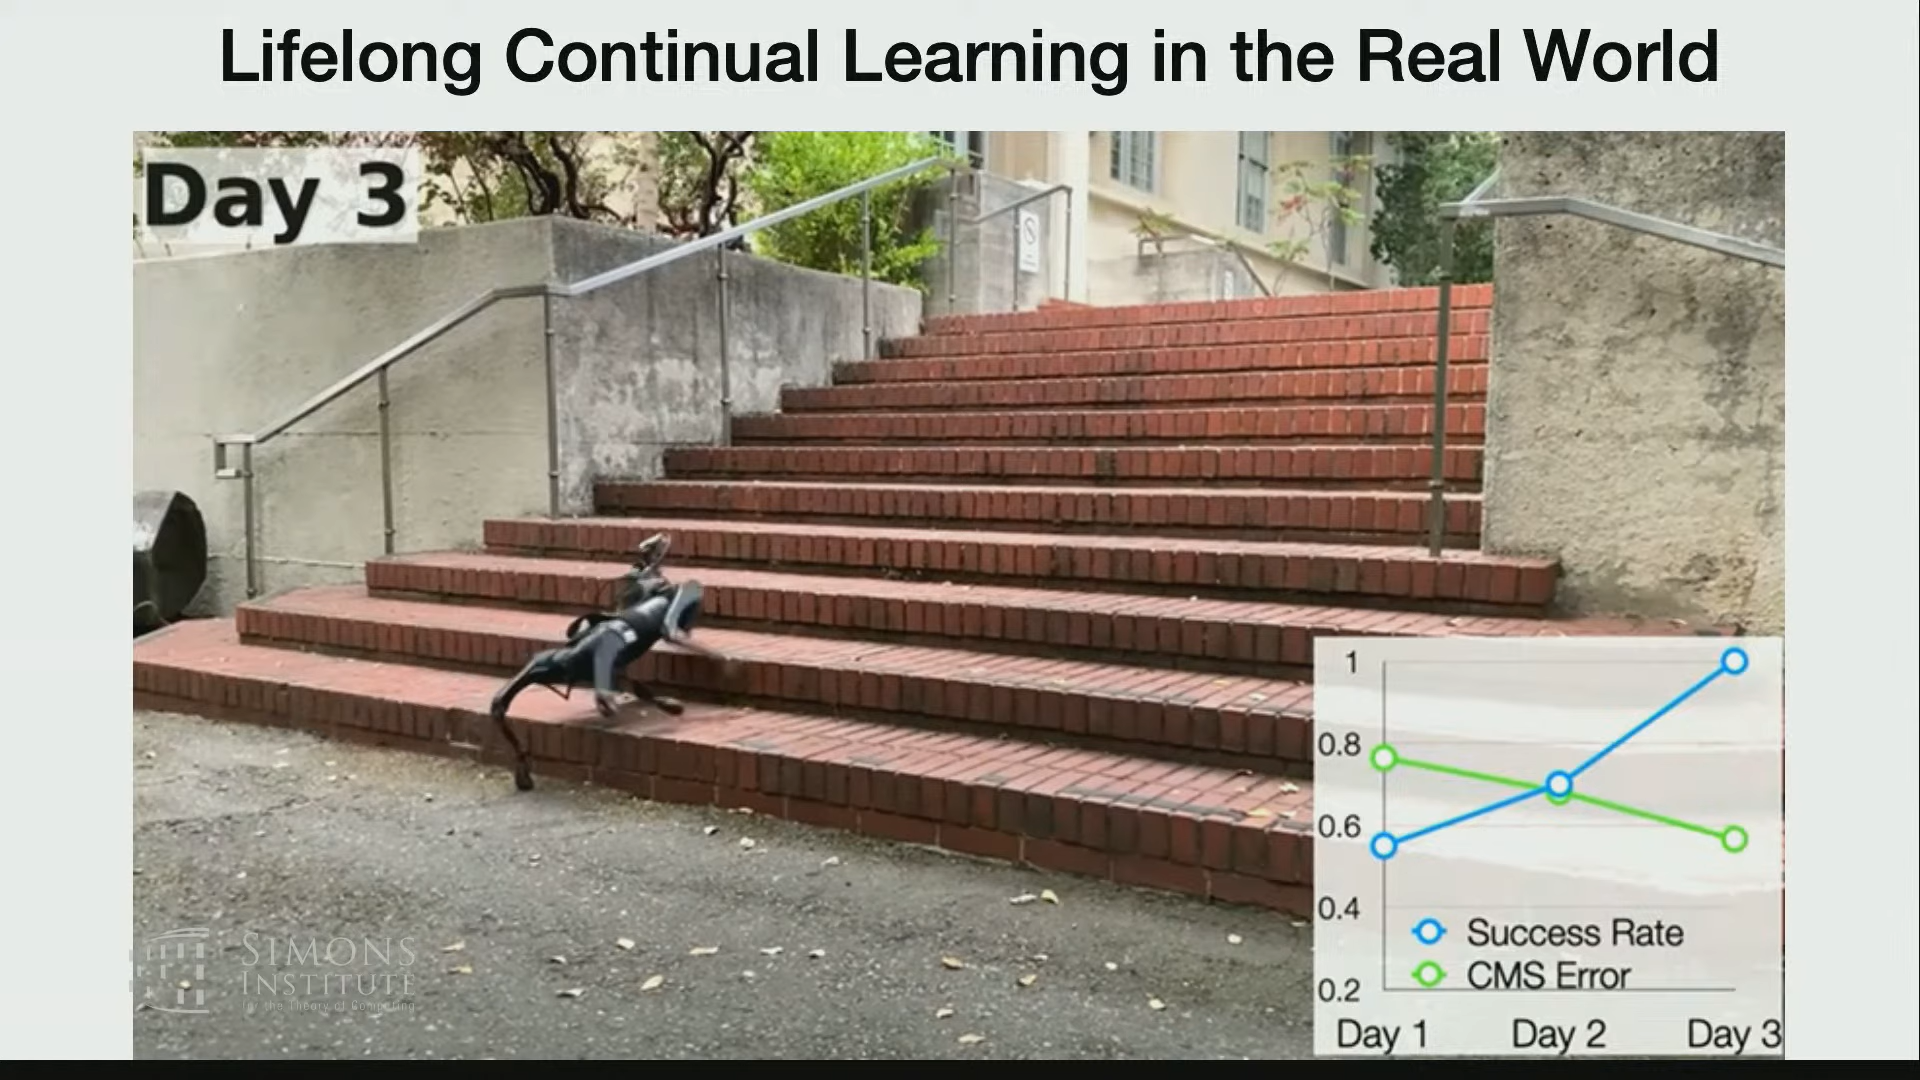 Lifelong Continual Learning in the Real World
Day 3
1
0.8
0.6
0.4
0.2
Success Rate
CMS Error
Day 1 Day 2 Day 3
SIMONS
INSTITUTE
for the Theory of Computing